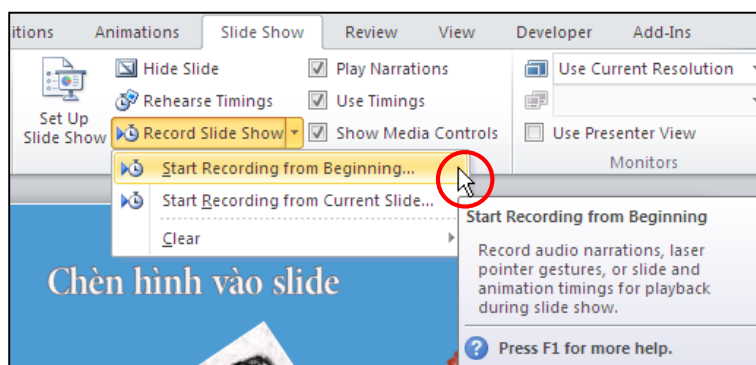 itions Animations Slide Show Review View Developer Add-Ins
Set Up
Slide Show
Hide Slide
Rehearse Timings
Record Slide Show
Play Narrations
Use Timings
Show Media Controls
Use Current Resolution
Use Presenter View
Monitors
Start Recording from Beginning...
Start Recording from Current Slide...
Clear
Start Recording from Beginning
Record audio narrations, laser
pointer gestures, or slide and
animation timings for playback
during slide show.
Press F1 for more help.
Chèn hình vào slide